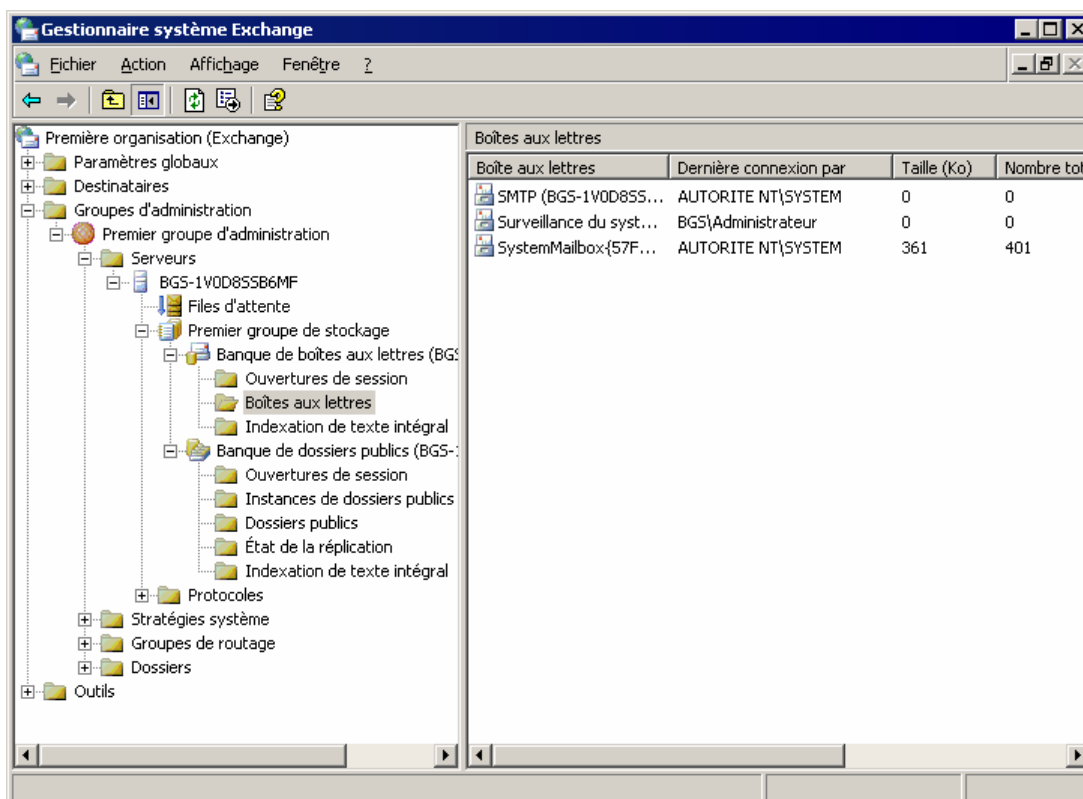 Gestionnaire système Exchange
Fichier Action Affichage Fenêtre ?
Première organisation (Exchange)
Paramètres globaux
Destinataires
Groupes d'administration
Premier groupe d'administration
Serveurs
BGS-1V0D8SSB6MF
Files d'attente
Premier groupe de stockage
Banque de boîtes aux lettres (BGS
Ouvertures de session
Boîtes aux lettres
Indexation de texte intégral
Banque de dossiers publics (BGS-
Ouvertures de session
Instances de dossiers publics
Dossiers publics
État de la réplication
Indexation de texte intégral
Protocoles
Stratégies système
Groupes de routage
Dossiers
Outils
Boîtes aux lettres
Boîte aux lettres Dernière connexion par Taille (Ko) Nombre tot
SMTP (BGS-1V0D8SS... AUTORITE NT\SYSTEM 0 0
Surveillance du syst... BGS\Administrateur 0 0
SystemMailbox{57F... AUTORITE NT\SYSTEM 361 401